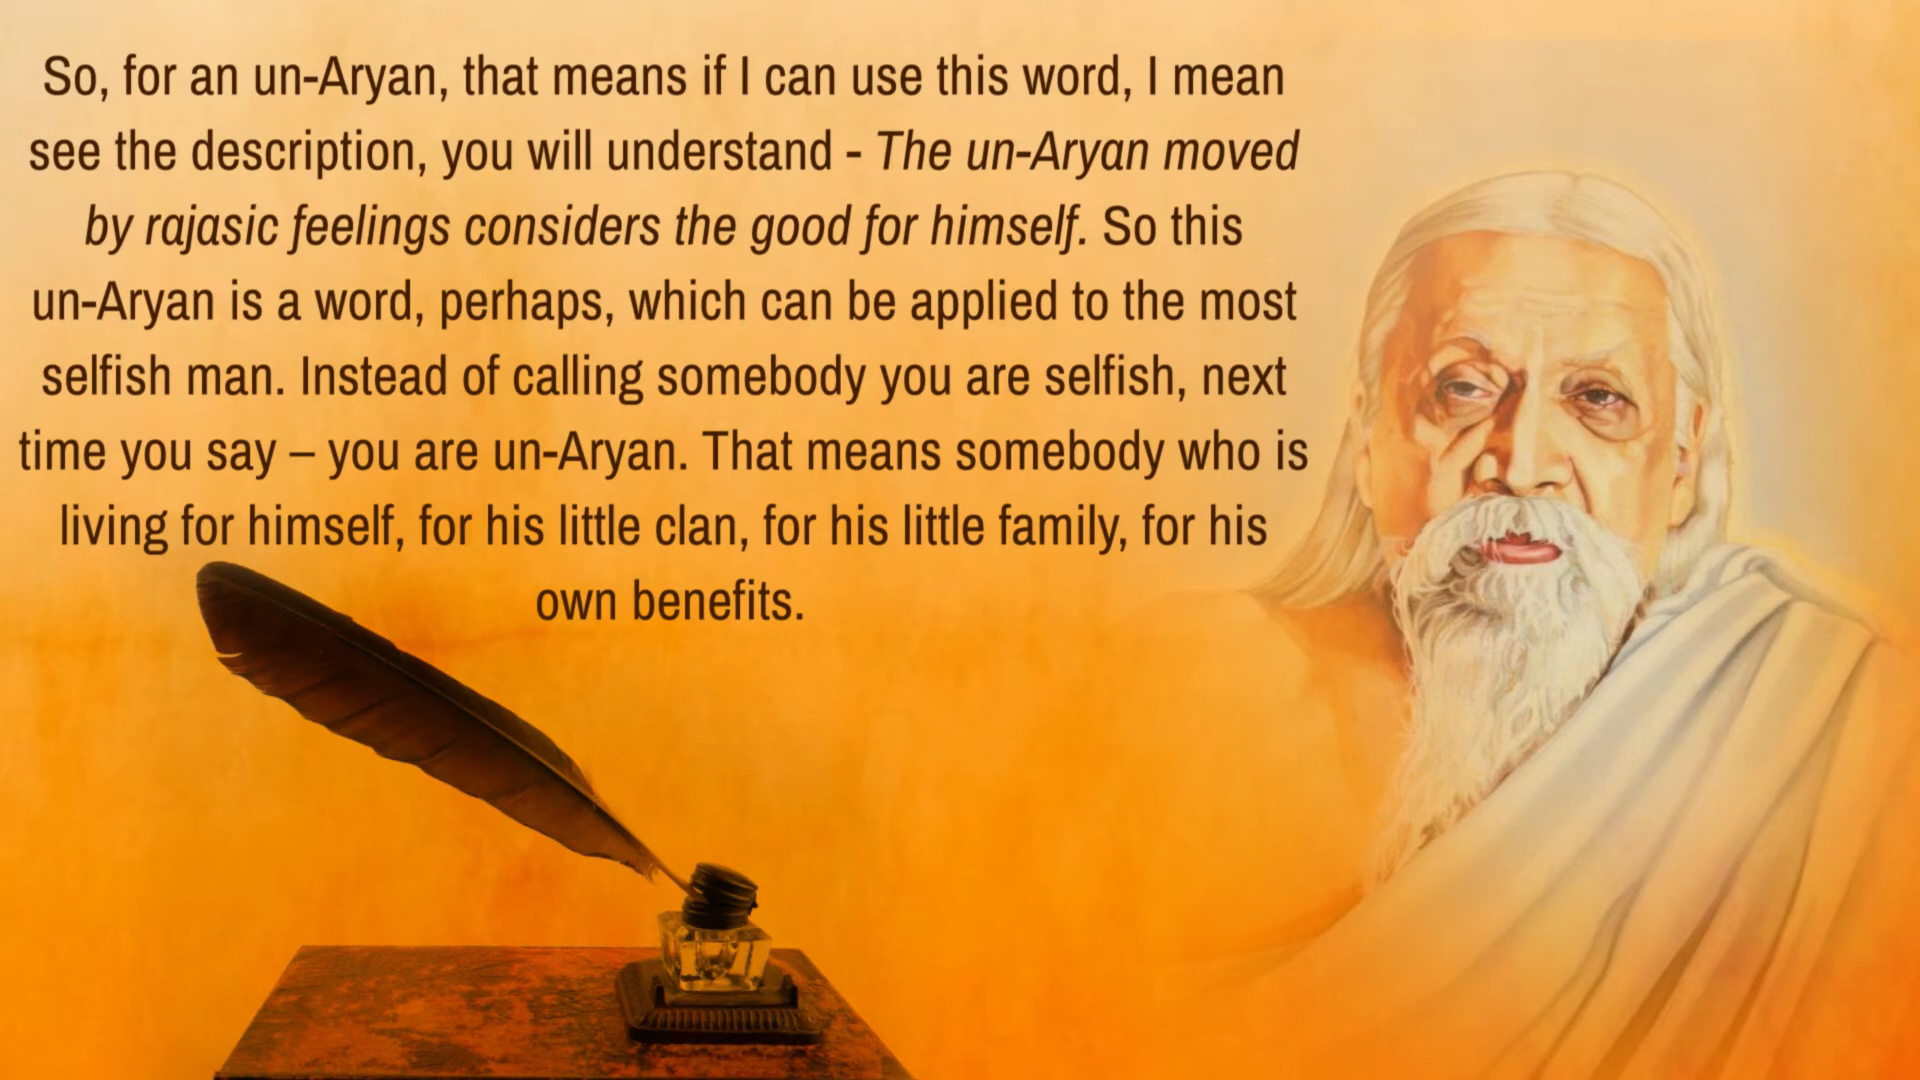 So, for an un-Aryan, that means if I can use this word, I mean
see the description, you will understand - The un-Aryan moved
by rajasic feelings considers the good for himself. So this
un-Aryan is a word, perhaps, which can be applied to the most
selfish man. Instead of calling somebody you are selfish, next
time you say – you are un-Aryan. That means somebody who is
living for himself, for his little clan, for his little family, for his
own benefits.